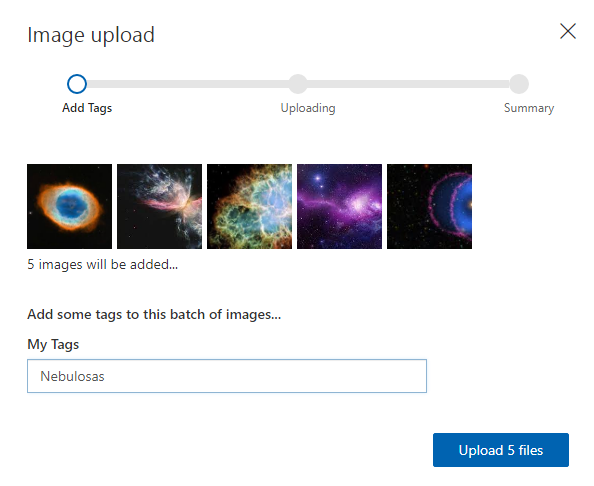 Image upload
Add Tags
Uploading
Summary
5 images will be added...
Add some tags to this batch of images...
My Tags
Nebulosas
Upload 5 files